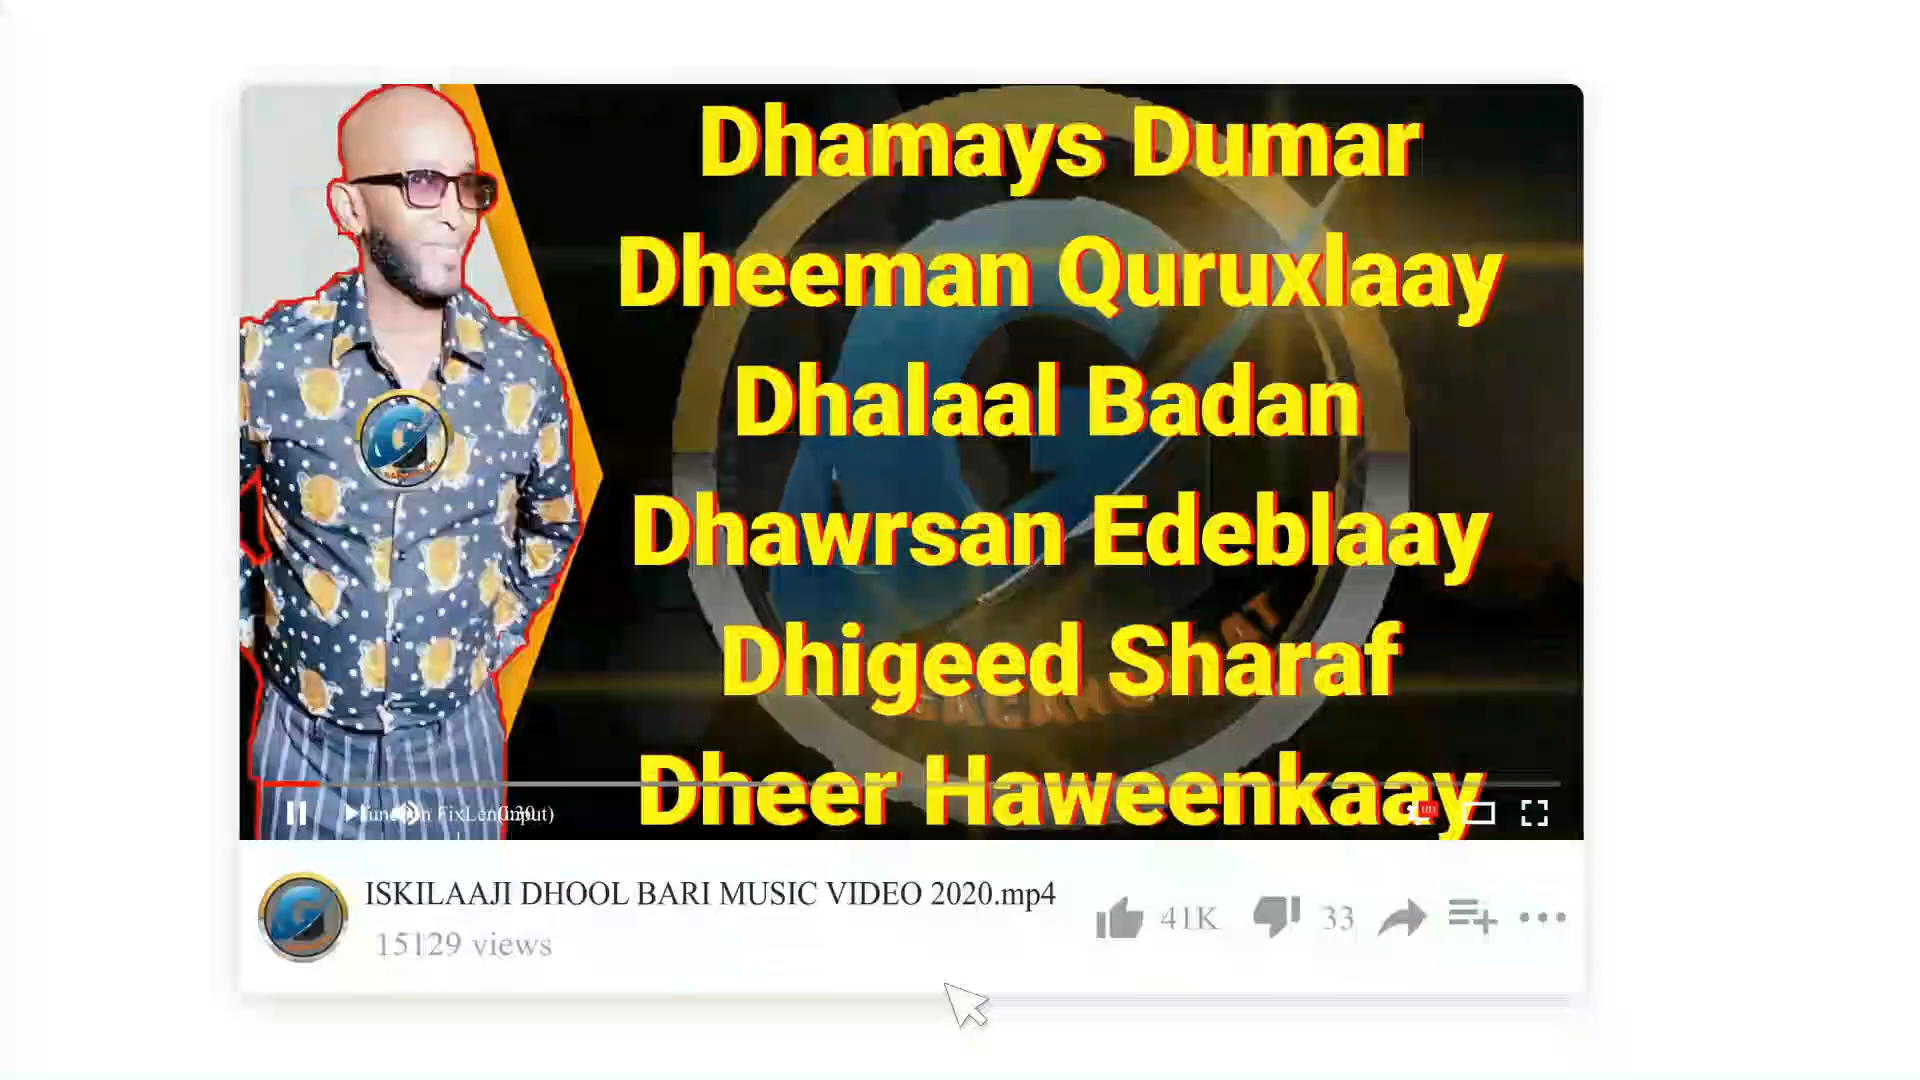 Dhamays Dumar
Dheeman Quruxlaay
Dhalaal Badan
Dhawrsan Edeblaay
Dhigeed Sharaf
Dheer Haweenkaay
ISKILAAJI DHOOL BARI MUSIC VIDEO 2020.mp4
15129 views
41K
33